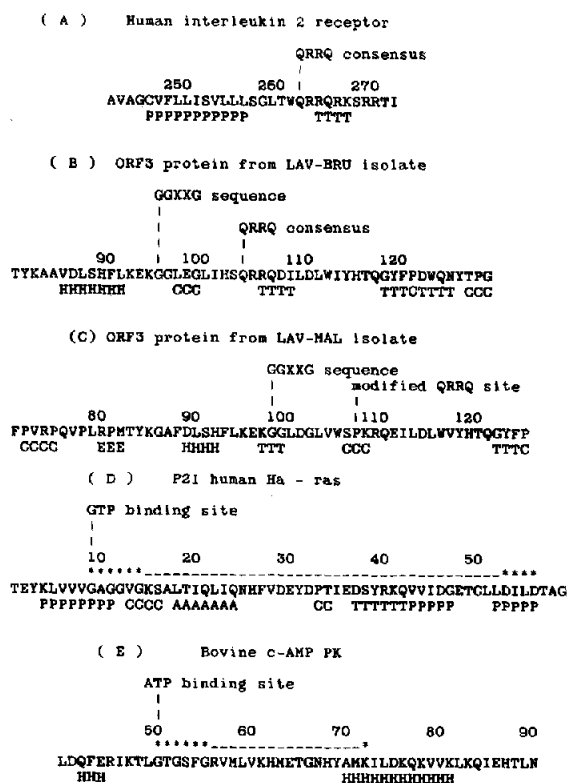 ( A ) Human interleukin 2 receptor
QRRQ consensus
250 260 270
AVAGCVFLLISVLLLSGLTWQRRQRKSRRTI
PPPPPPPPPPP TTTT
( B ) ORF3 protein from LAV-BRU isolate
GGXXG sequence
QRRQ consensus
90 100 110 120
TYKAAVDLSHFLKEKGGLEGLIHSQRRQDILDLWIYHTQGYFPDWQNYTPG
HHHHHHH CCC TTTT TTTCTTTT CCC
(C) ORF3 protein from LAV-MAL isolate
GGXXG sequence
modified QRRQ site
80 90 100 110 120
FPVRPQVPLRPMTYKGAFDLSHFLKEKGGLDGLVWSPKRQEILDLWVYHTQGYFP
CCCC EEE HHHH TTT CCC TTTC
( D ) P21 human Ha - ras
GTP binding site
10 20 30 40 50
******______________________________________****
TEYKLVVVGAGGVGKSALTIQLIQNHFVDEYDPTIEDSYRKQVVIDGETCLLDILDTAG
PPPPPPPP CCCC AAAAAAA CC TTTTTTPPPPP PPPPP
( E ) Bovine c-AMP PK
ATP binding site
50 60 70 80 90
******________________*
LDQFERIKTLGTGSFGRVMLVKHMETGNHYAMKILDKQKVVKLKQIEHTLN
HHH HHHHHHHHHHHH